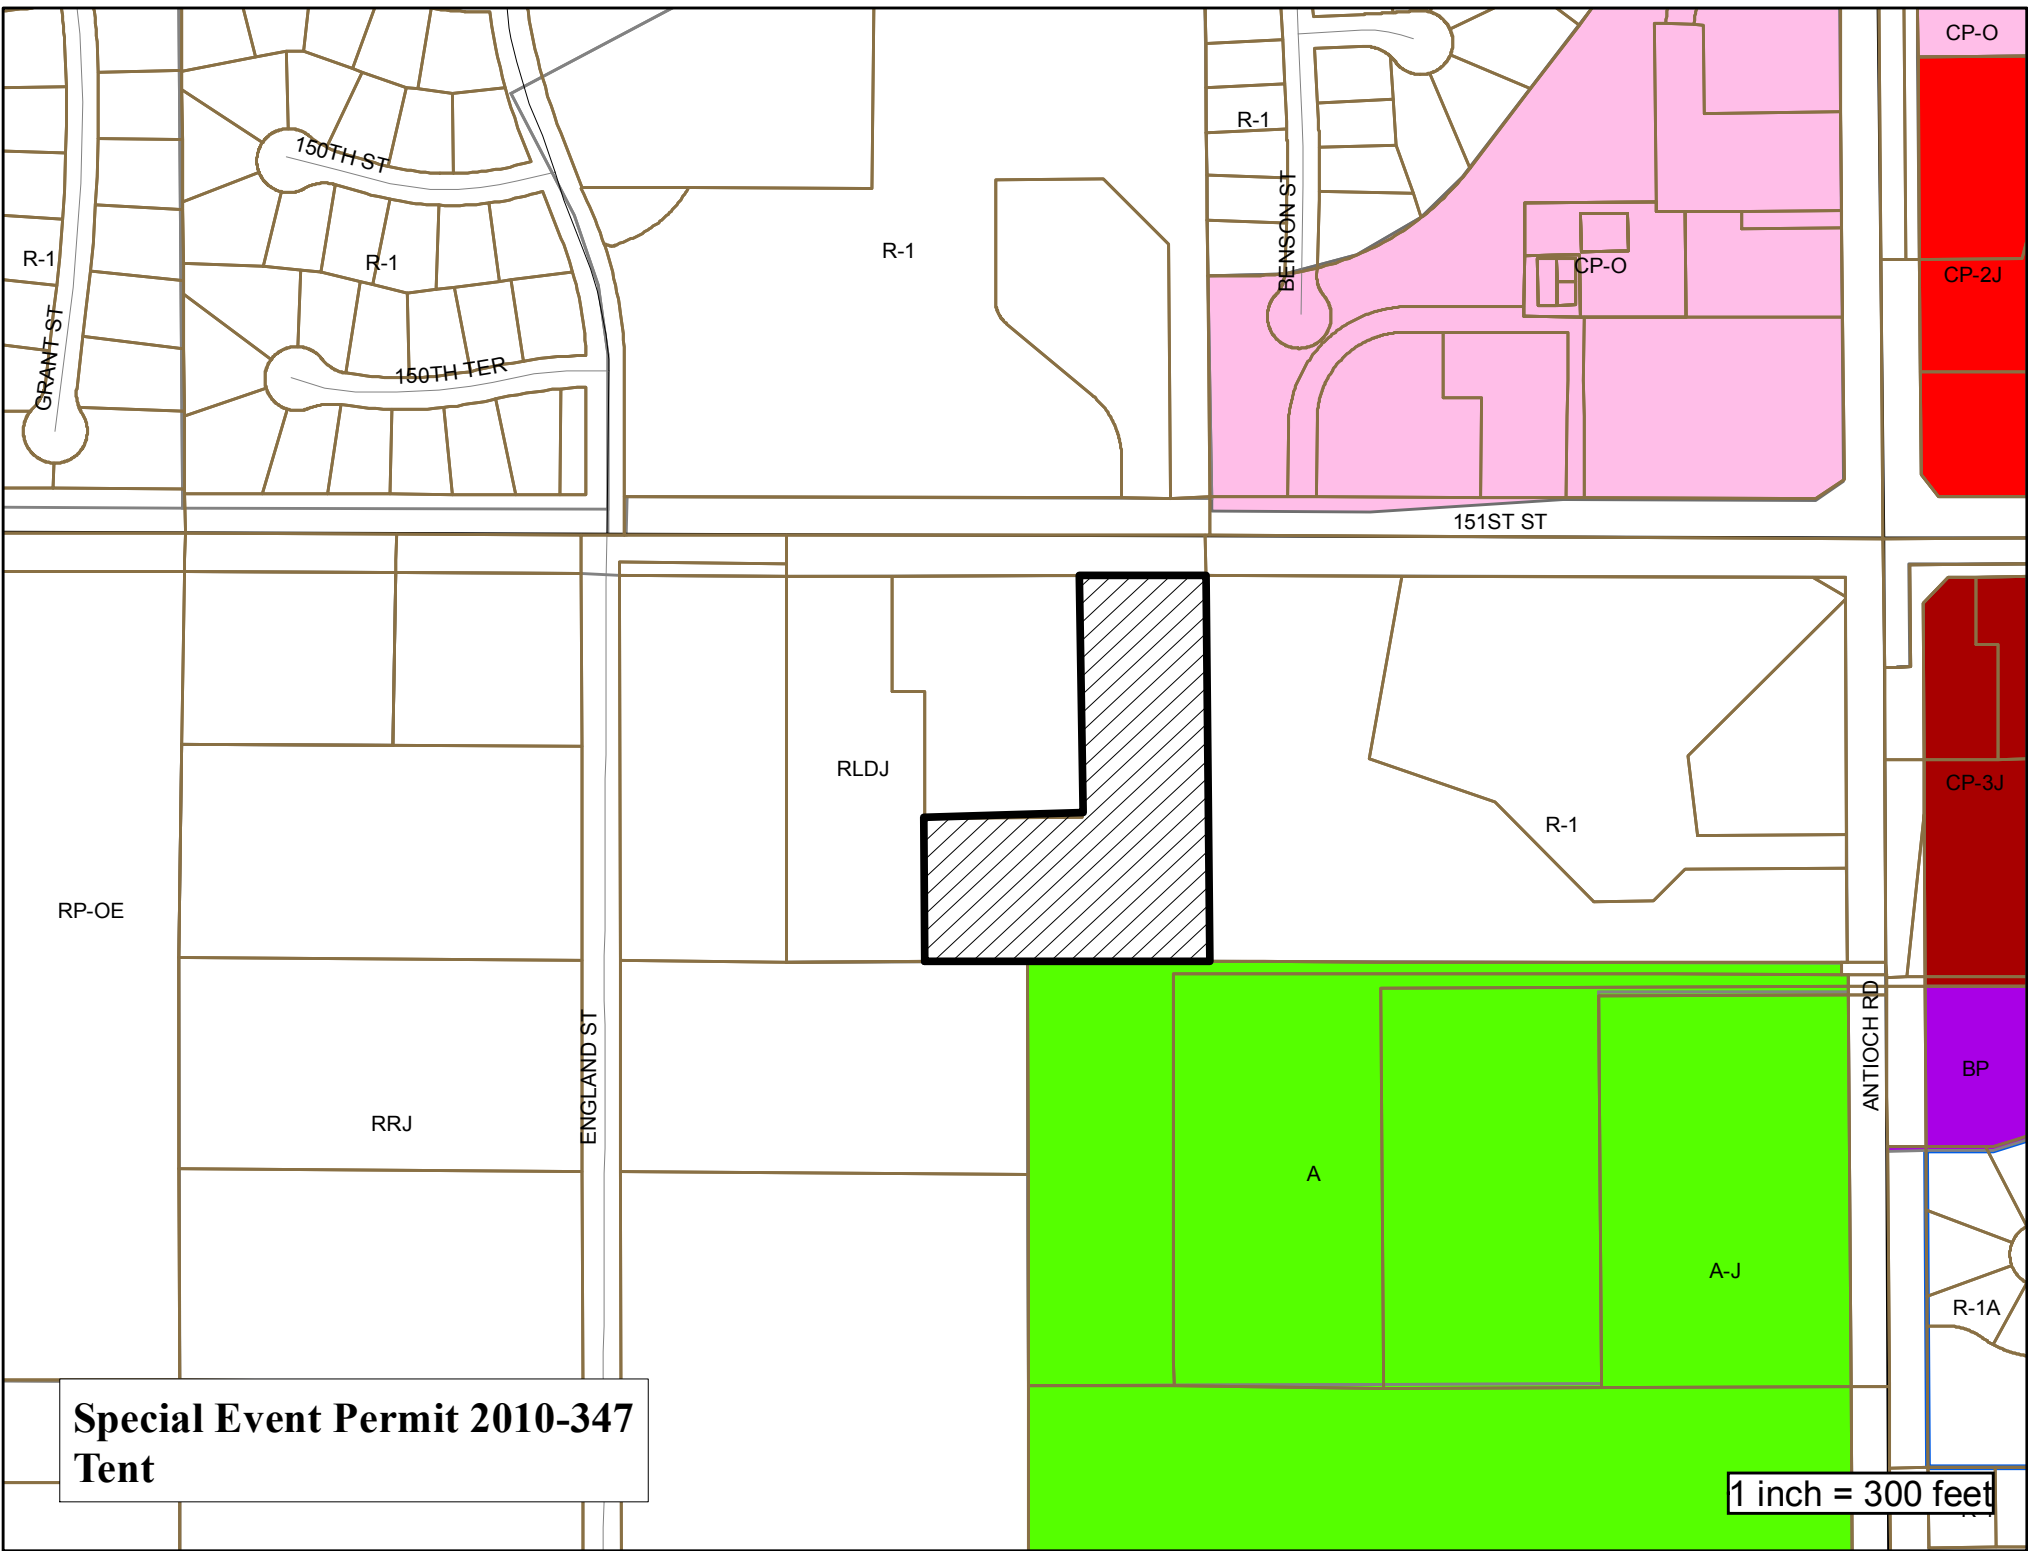 CP-O
R-1
150TH ST
BENSON ST
R-1
R-1
R-1
CP-O
CP-2J
GRANT ST
150TH TER
151ST ST
RLDJ
CP-3J
R-1
RP-OE
ENGLAND ST
ANTIOCH RD
BP
RRJ
A
A-J
R-1A
Special Event Permit 2010-347
Tent
1 inch = 300 feet